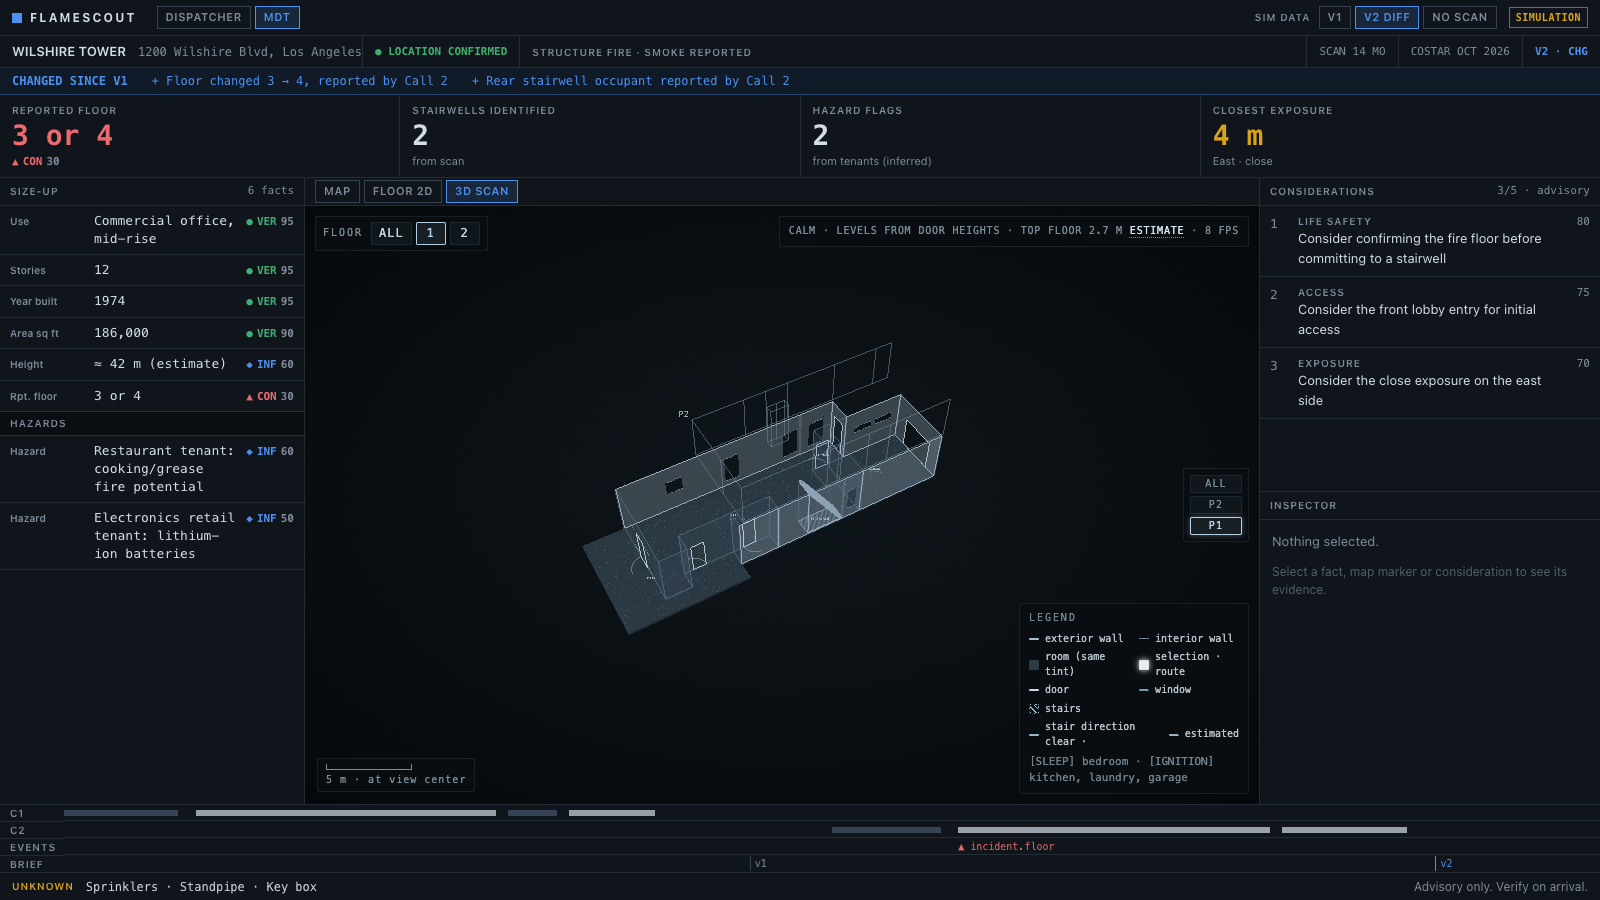 FLAMESCOUT
DISPATCHER
MDT
SIM DATA
V1
V2 DIFF
NO SCAN
SIMULATION
WILSHIRE TOWER
1200 Wilshire Blvd, Los Angeles
● LOCATION CONFIRMED
STRUCTURE FIRE · SMOKE REPORTED
SCAN 14 MO
COSTAR OCT 2026
V2 · CHG
CHANGED SINCE V1
+ Floor changed 3 → 4, reported by Call 2
+ Rear stairwell occupant reported by Call 2
REPORTED FLOOR
3 or 4
▲ CON 30
STAIRWELLS IDENTIFIED
2
from scan
HAZARD FLAGS
2
from tenants (inferred)
CLOSEST EXPOSURE
4 m
East · close
SIZE-UP
6 facts
Use
Commercial office,
mid-rise
● VER 95
Stories
12
● VER 95
Year built
1974
● VER 95
Area sq ft
186,000
● VER 90
Height
≈ 42 m (estimate)
◆ INF 60
Rpt. floor
3 or 4
▲ CON 30
HAZARDS
Hazard
Restaurant tenant:
cooking/grease
fire potential
◆ INF 60
Hazard
Electronics retail
tenant: lithium-
ion batteries
◆ INF 50
MAP
FLOOR 2D
3D SCAN
FLOOR
ALL
1
2
CALM · LEVELS FROM DOOR HEIGHTS · TOP FLOOR 2.7 M ESTIMATE · 8 FPS
P2
ALL
P2
P1
LEGEND
exterior wall
interior wall
room (same
tint)
selection ·
route
door
window
stairs
stair direction
clear ·
estimated
[SLEEP] bedroom · [IGNITION]
kitchen, laundry, garage
5 m · at view center
CONSIDERATIONS
3/5 · advisory
1
LIFE SAFETY
80
Consider confirming the fire floor before
committing to a stairwell
2
ACCESS
75
Consider the front lobby entry for initial
access
3
EXPOSURE
70
Consider the close exposure on the east
side
INSPECTOR
Nothing selected.
Select a fact, map marker or consideration to see its
evidence.
C1
C2
EVENTS
▲ incident.floor
BRIEF
v1
v2
UNKNOWN
Sprinklers · Standpipe · Key box
Advisory only. Verify on arrival.